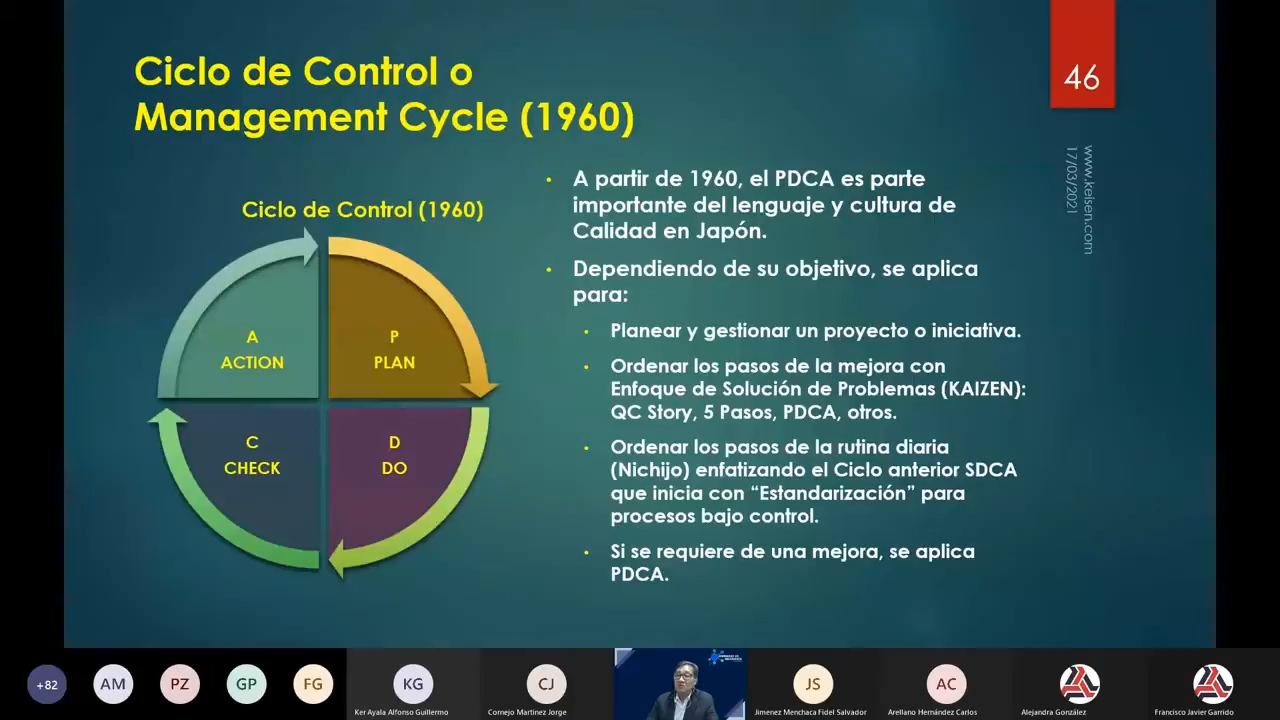 Ciclo de Control o
Management Cycle (1960)
46
www.keisen.com
17/03/2021
Ciclo de Control (1960)
A
ACTION
P
PLAN
C
CHECK
D
DO
• A partir de 1960, el PDCA es parte
importante del lenguaje y cultura de
Calidad en Japón.
• Dependiendo de su objetivo, se aplica
para:
• Planear y gestionar un proyecto o iniciativa.
• Ordenar los pasos de la mejora con
Enfoque de Solución de Problemas (KAIZEN):
QC Story, 5 Pasos, PDCA, otros.
• Ordenar los pasos de la rutina diaria
(Nichijo) enfatizando el Ciclo anterior SDCA
que inicia con “Estandarización” para
procesos bajo control.
• Si se requiere de una mejora, se aplica
PDCA.
+82
AM
PZ
GP
FG
KG
Ker Ayala Alfonso Guillermo
CJ
Cornejo Martinez Jorge
JS
Jimenez Menchaca Fidel Salvador
AC
Arellano Hernández Carlos
Alejandra González
Francisco Javier Garrido